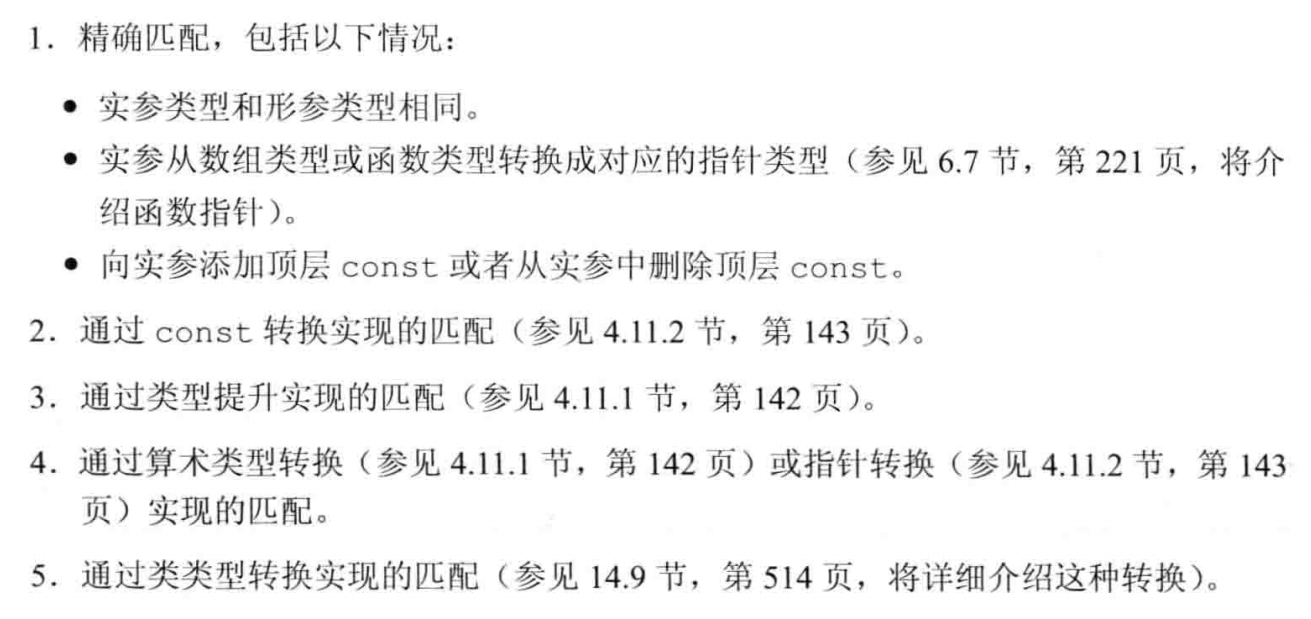 1. 精确匹配，包括以下情况：
● 实参类型和形参类型相同。
● 实参从数组类型或函数类型转换成对应的指针类型（参见 6.7 节，第 221 页，将介
绍函数指针）。
● 向实参添加顶层 const 或者从实参中删除顶层 const。
2. 通过 const 转换实现的匹配（参见 4.11.2 节，第 143 页）。
3. 通过类型提升实现的匹配（参见 4.11.1 节，第 142 页）。
4. 通过算术类型转换（参见 4.11.1 节，第 142 页）或指针转换（参见 4.11.2 节，第 143
页）实现的匹配。
5. 通过类类型转换实现的匹配（参见 14.9 节，第 514 页，将详细介绍这种转换）。